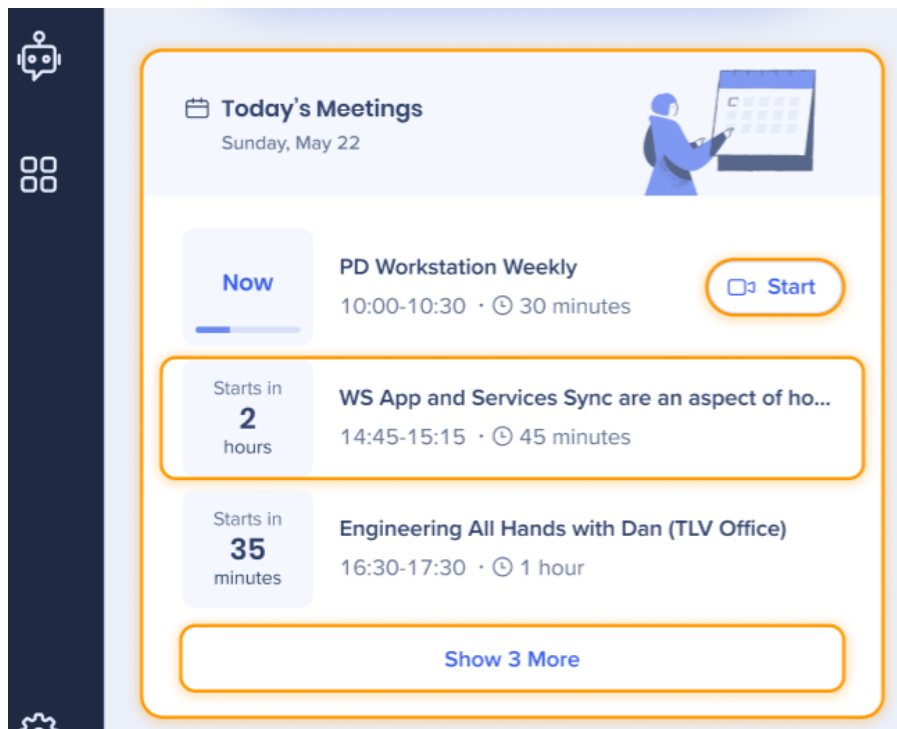 Today's Meetings
Sunday, May 22
Now
PD Workstation Weekly
10:00-10:30 · 30 minutes
Start
Starts in
2
hours
WS App and Services Sync are an aspect of ho...
14:45-15:15 · 45 minutes
Starts in
35
minutes
Engineering All Hands with Dan (TLV Office)
16:30-17:30 · 1 hour
Show 3 More